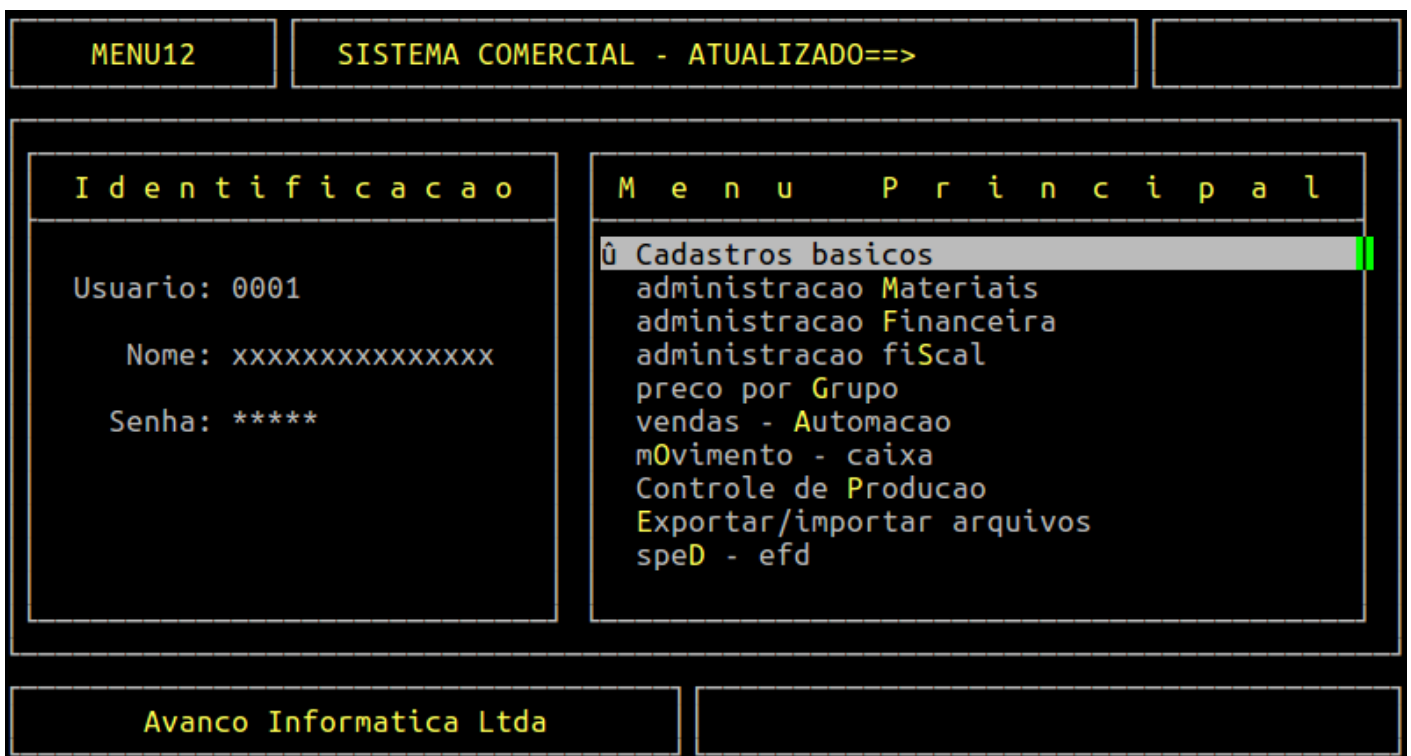 MENU12
SISTEMA COMERCIAL - ATUALIZADO==>
I d e n t i f i c a c a o
Usuario: 0001
Nome: xxxxxxxxxxxxxxx
Senha: *****
M e n u P r i n c i p a l
û Cadastros basicos
administracao Materiais
administracao Financeira
administracao fiScal
preco por Grupo
vendas - Automacao
mOvimento - caixa
Controle de Producao
Exportar/importar arquivos
speD - efd
Avanco Informatica Ltda